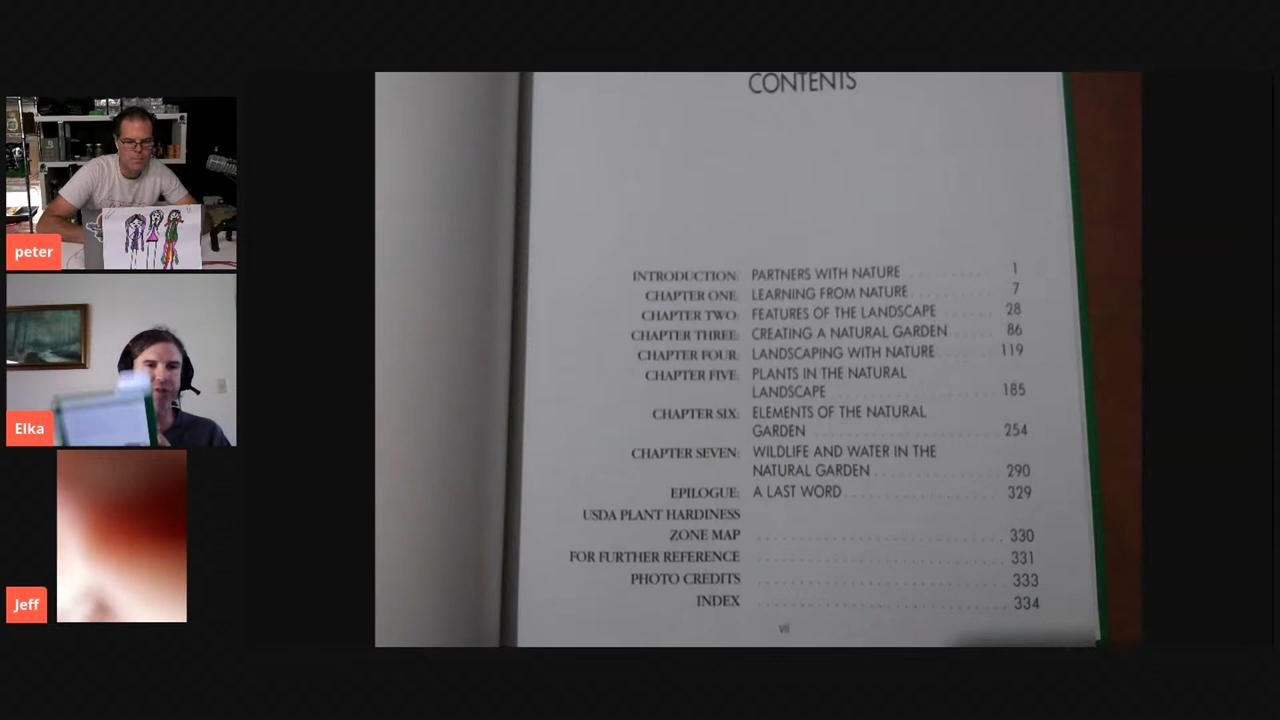 CONTENTS
INTRODUCTION: PARTNERS WITH NATURE 1
CHAPTER ONE: LEARNING FROM NATURE 7
CHAPTER TWO: FEATURES OF THE LANDSCAPE 28
CHAPTER THREE: CREATING A NATURAL GARDEN 86
CHAPTER FOUR: LANDSCAPING WITH NATURE 119
CHAPTER FIVE: PLANTS IN THE NATURAL
LANDSCAPE 185
CHAPTER SIX: ELEMENTS OF THE NATURAL
GARDEN 254
CHAPTER SEVEN: WILDLIFE AND WATER IN THE
NATURAL GARDEN 290
EPILOGUE: A LAST WORD 329
USDA PLANT HARDINESS
ZONE MAP 330
FOR FURTHER REFERENCE 331
PHOTO CREDITS 333
INDEX 334
vii
peter
Elka
Jeff